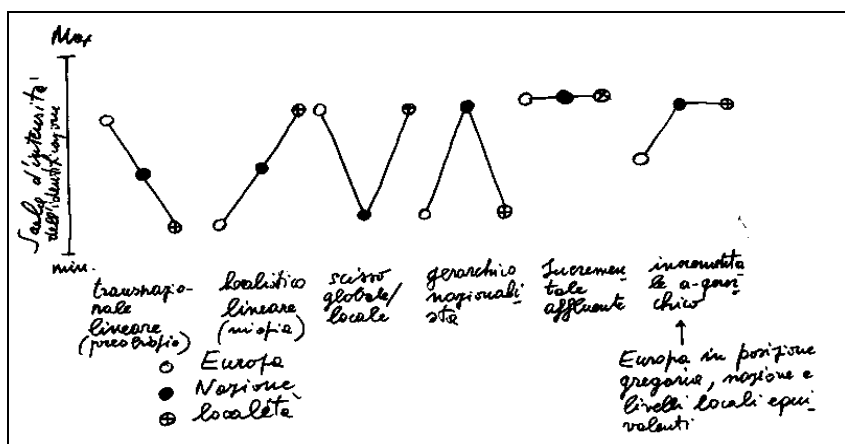 Max
Scala d'intensità
dell'identificazione
min.
transnazio-
nale
lineare
(presbiopia)
localistico
lineare
(miopia)
scisso
globale/
locale
gerarchico
nazionali-
sta
Incremen-
tale
affluente
incrementa
le a-gerar-
chico
Europa
Nazione
località
Europa in posizione
gregaria, nazione e
livelli locali equi-
valenti